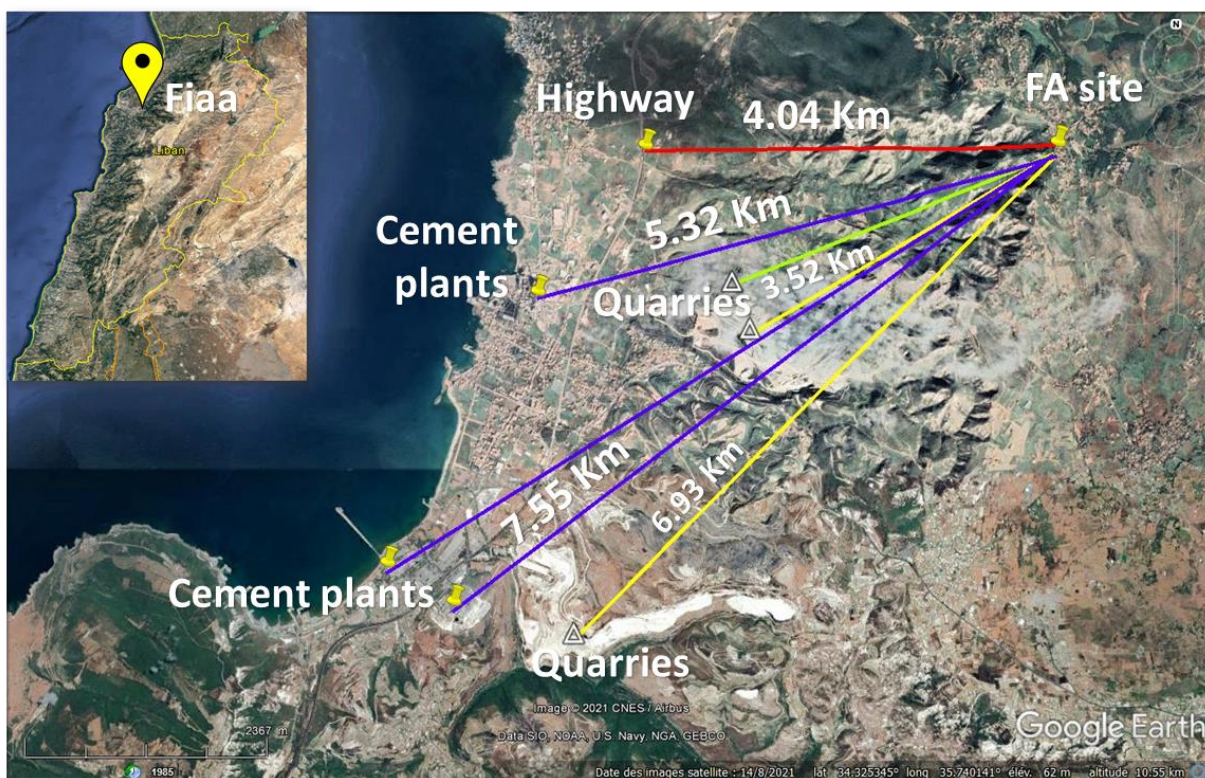 Fiaa
Liban
Highway
4.04 Km
FA site
Cement
plants
5.32 Km
Quarries
3.52 Km
7.55 Km
6.93 Km
Cement plants
Quarries
Image © 2021 CNES / Airbus
Data SIO, NOAA, U.S. Navy, NGA, GEBCO
Google Earth
2367 m
1985
Date des images satellite : 14/8/2021 lat 34.325345° long 35.740141° élév. 62 m altitude 10.55 km
N